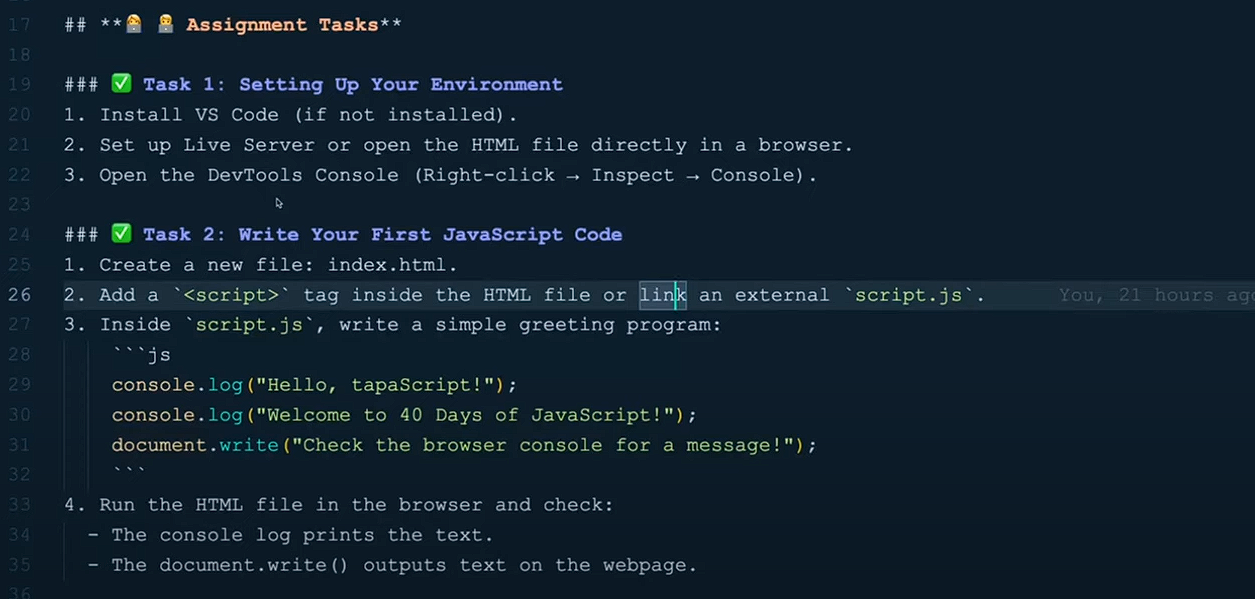 17 ## **🧑‍💻 👩‍💻 Assignment Tasks**
18
19 ### ✅ Task 1: Setting Up Your Environment
20 1. Install VS Code (if not installed).
21 2. Set up Live Server or open the HTML file directly in a browser.
22 3. Open the DevTools Console (Right-click → Inspect → Console).
23
24 ### ✅ Task 2: Write Your First JavaScript Code
25 1. Create a new file: index.html.
26 2. Add a `<script>` tag inside the HTML file or link an external `script.js`. You, 21 hours ago
27 3. Inside `script.js`, write a simple greeting program:
28 ```js
29 console.log("Hello, tapaScript!");
30 console.log("Welcome to 40 Days of JavaScript!");
31 document.write("Check the browser console for a message!");
32 ```
33 4. Run the HTML file in the browser and check:
34 - The console log prints the text.
35 - The document.write() outputs text on the webpage.
36